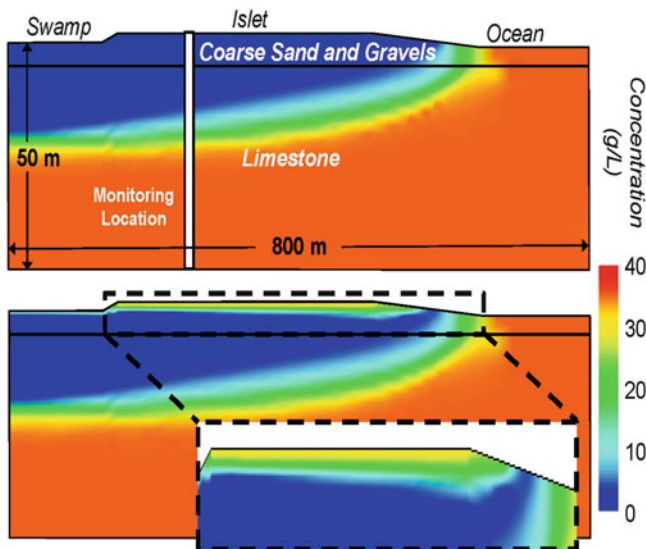 Swamp
Islet
Ocean
Coarse Sand and Gravels
50 m
Limestone
Monitoring
Location
800 m
Concentration
(g/L)
40
30
20
10
0